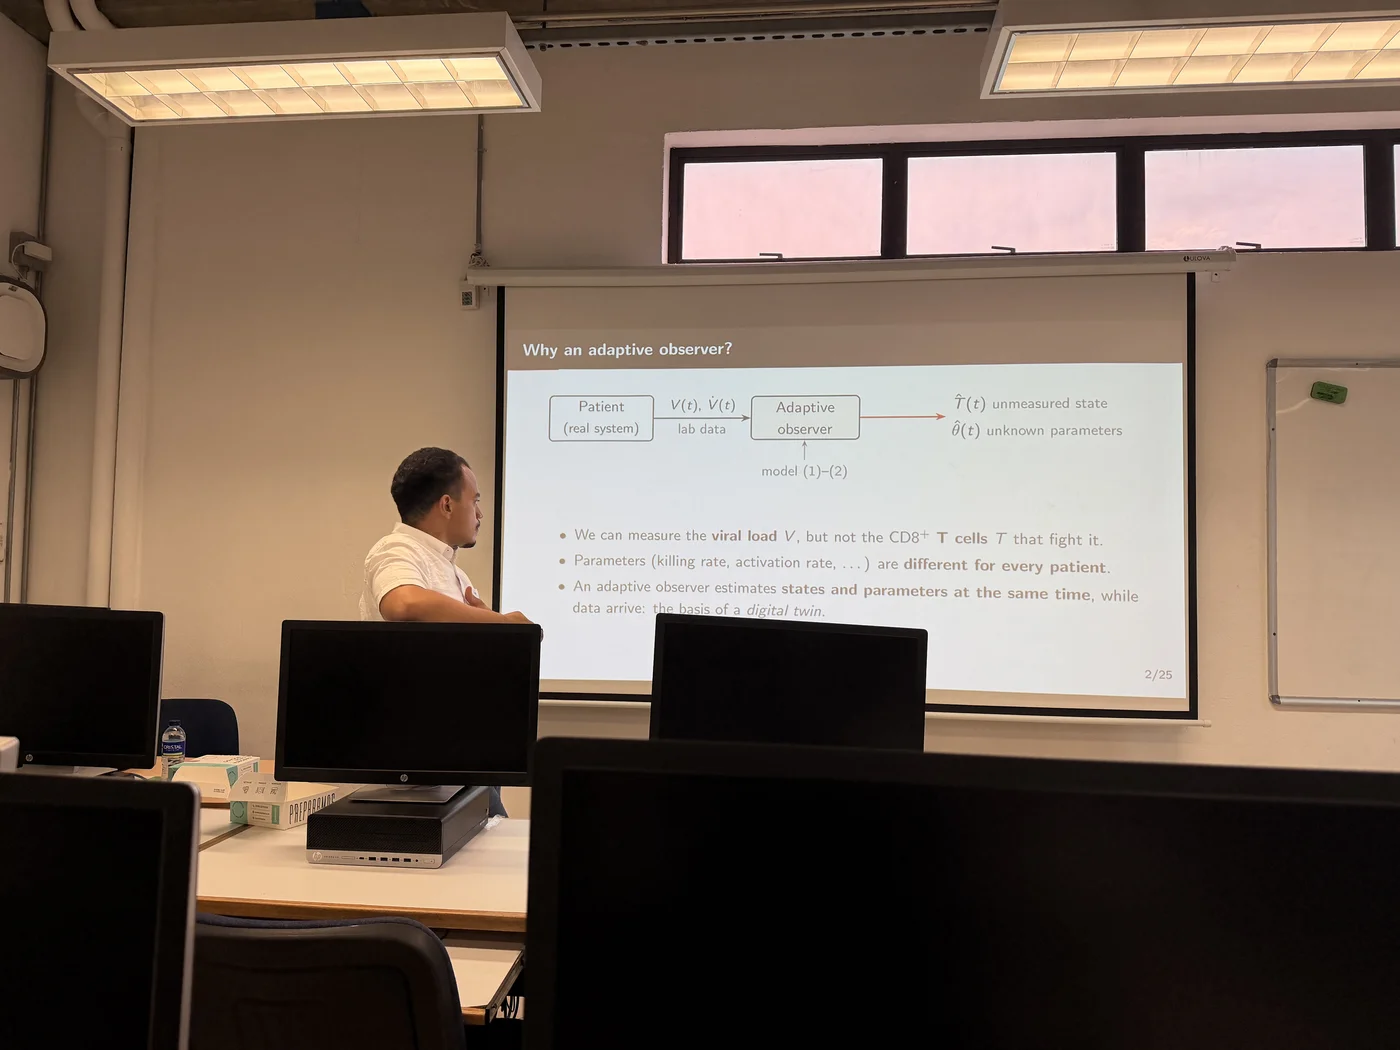 Why an adaptive observer?
Patient
(real system)
V(t), V̇(t)
lab data
Adaptive
observer
model (1)–(2)
T̂(t) unmeasured state
θ̂(t) unknown parameters
• We can measure the viral load V, but not the CD8⁺ T cells T that fight it.
• Parameters (killing rate, activation rate, ...) are different for every patient.
• An adaptive observer estimates states and parameters at the same time, while
data arrive: the basis of a digital twin.
2/25
PREPARAMOS
hp